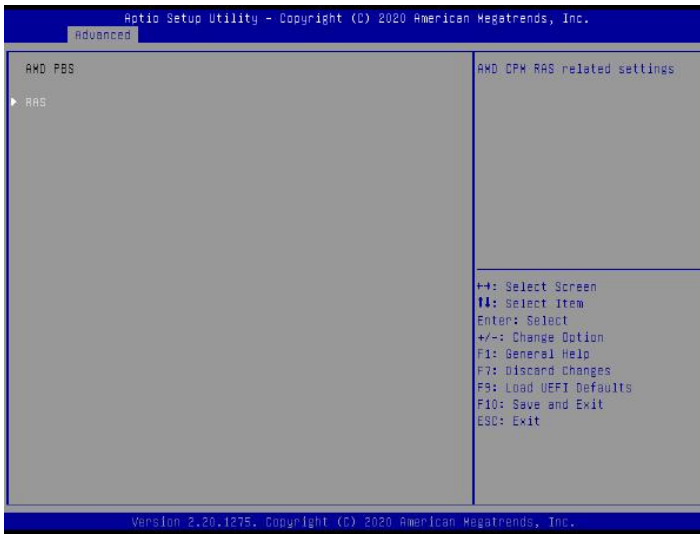 Aptio Setup Utility – Copyright (C) 2020 American Megatrends, Inc.
Advanced
AMD PBS
AMD CPM RAS related settings
RAS
→←: Select Screen
↑↓: Select Item
Enter: Select
+/-: Change Option
F1: General Help
F7: Discard Changes
F9: Load UEFI Defaults
F10: Save and Exit
ESC: Exit
Version 2.20.1275. Copyright (C) 2020 American Megatrends, Inc.